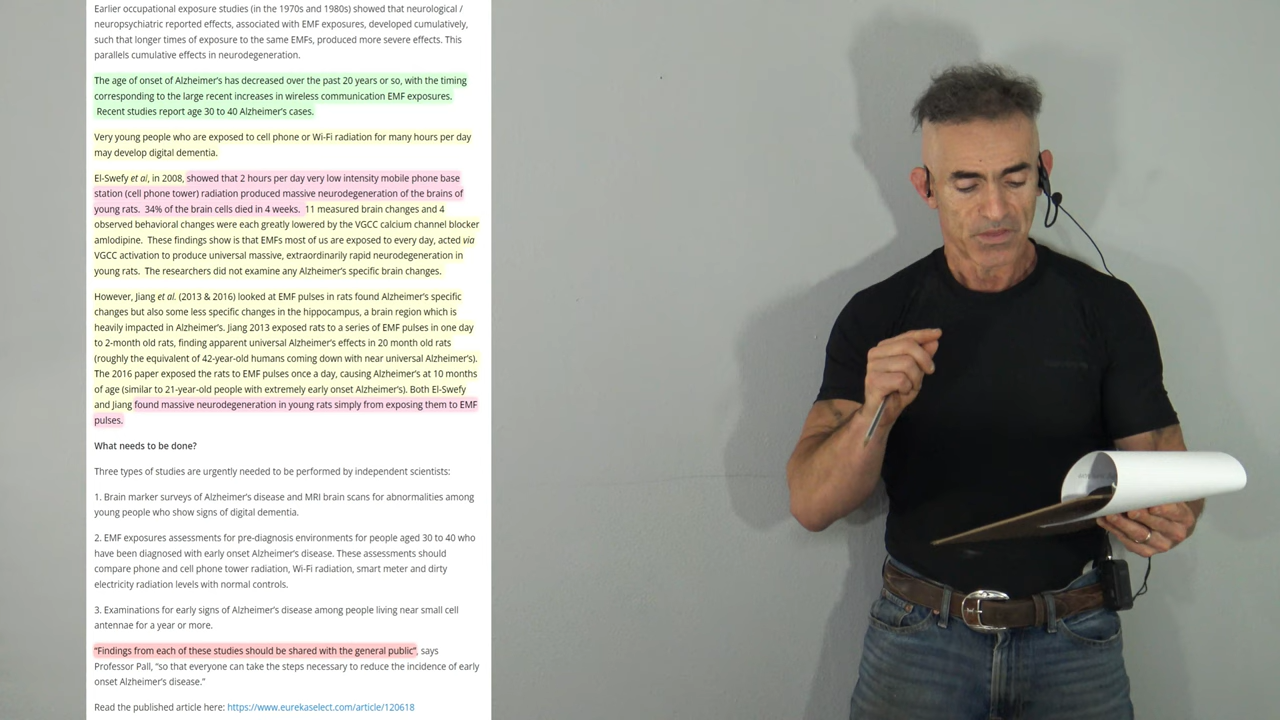 Earlier occupational exposure studies (in the 1970s and 1980s) showed that neurological /
neuropsychiatric reported effects, associated with EMF exposures, developed cumulatively,
such that longer times of exposure to the same EMFs, produced more severe effects. This
parallels cumulative effects in neurodegeneration.
The age of onset of Alzheimer's has decreased over the past 20 years or so, with the timing
corresponding to the large recent increases in wireless communication EMF exposures.
Recent studies report age 30 to 40 Alzheimer's cases.
Very young people who are exposed to cell phone or Wi-Fi radiation for many hours per day
may develop digital dementia.
El-Swefy et al, in 2008, showed that 2 hours per day very low intensity mobile phone base
station (cell phone tower) radiation produced massive neurodegeneration of the brains of
young rats. 34% of the brain cells died in 4 weeks. 11 measured brain changes and 4
observed behavioral changes were each greatly lowered by the VGCC calcium channel blocker
amlodipine. These findings show is that EMFs most of us are exposed to every day, acted via
VGCC activation to produce universal massive, extraordinarily rapid neurodegeneration in
young rats. The researchers did not examine any Alzheimer's specific brain changes.
However, Jiang et al. (2013 & 2016) looked at EMF pulses in rats found Alzheimer's specific
changes but also some less specific changes in the hippocampus, a brain region which is
heavily impacted in Alzheimer's. Jiang 2013 exposed rats to a series of EMF pulses in one day
to 2-month old rats, finding apparent universal Alzheimer's effects in 20 month old rats
(roughly the equivalent of 42-year-old humans coming down with near universal Alzheimer's).
The 2016 paper exposed the rats to EMF pulses once a day, causing Alzheimer's at 10 months
of age (similar to 21-year-old people with extremely early onset Alzheimer's). Both El-Swefy
and Jiang found massive neurodegeneration in young rats simply from exposing them to EMF
pulses.
What needs to be done?
Three types of studies are urgently needed to be performed by independent scientists:
1. Brain marker surveys of Alzheimer's disease and MRI brain scans for abnormalities among
young people who show signs of digital dementia.
2. EMF exposures assessments for pre-diagnosis environments for people aged 30 to 40 who
have been diagnosed with early onset Alzheimer's disease. These assessments should
compare phone and cell phone tower radiation, Wi-Fi radiation, smart meter and dirty
electricity radiation levels with normal controls.
3. Examinations for early signs of Alzheimer's disease among people living near small cell
antennae for a year or more.
"Findings from each of these studies should be shared with the general public", says
Professor Pall, "so that everyone can take the steps necessary to reduce the incidence of early
onset Alzheimer's disease."
Read the published article here: https://www.eurekaselect.com/article/120618